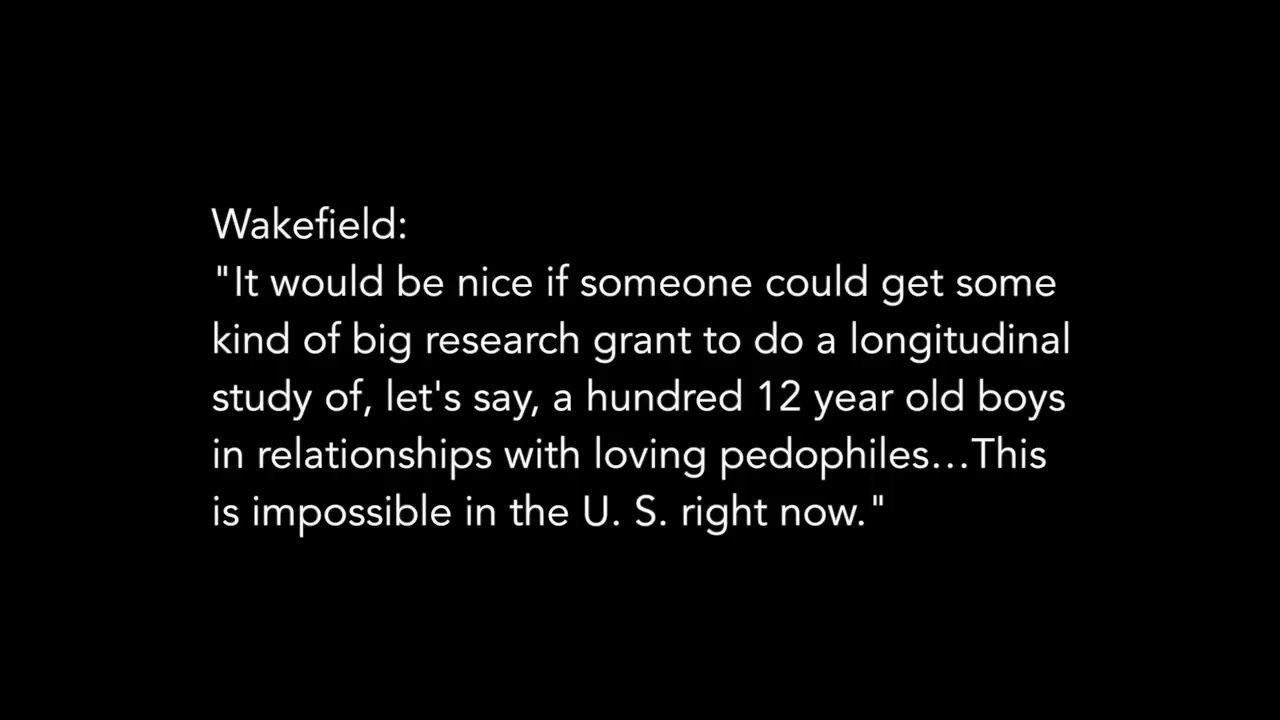 Wakefield:
"It would be nice if someone could get some
kind of big research grant to do a longitudinal
study of, let's say, a hundred 12 year old boys
in relationships with loving pedophiles…This
is impossible in the U. S. right now."